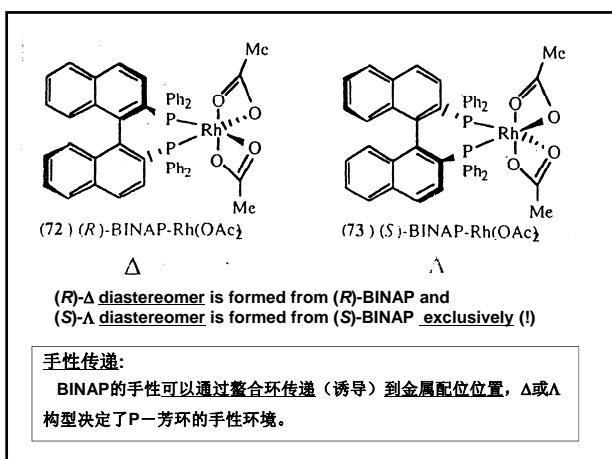 Me
Ph2
O
P
O
Rh
P
O
Ph2
O
Me
(72) (R)-BINAP-Rh(OAc)2
Δ
Me
Ph2
O
P
O
Rh
P
O
Ph2
O
Me
(73) (S)-BINAP-Rh(OAc)2
Λ
(R)-Δ diastereomer is formed from (R)-BINAP and
(S)-Λ diastereomer is formed from (S)-BINAP exclusively (!)
手性传递:
BINAP的手性可以通过螯合环传递（诱导）到金属配位位置，Δ或Λ
构型决定了P－芳环的手性环境。